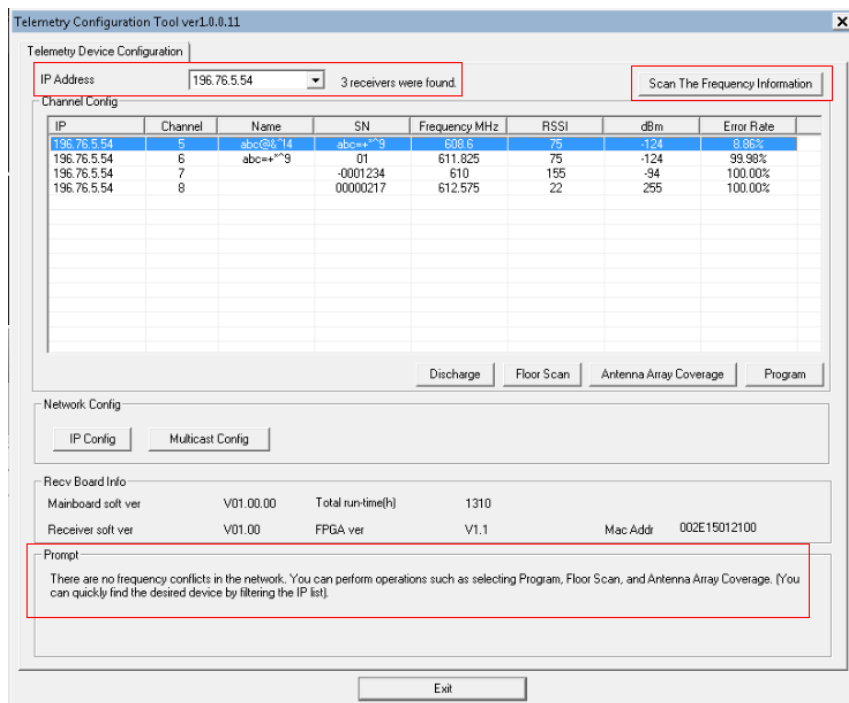 Telemetry Configuration Tool ver1.0.0.11
Telemetry Device Configuration
IP Address 196.76.5.54 3 receivers were found. Scan The Frequency Information
Channel Config
IP Channel Name SN Frequency MHz RSSI dBm Error Rate
196.76.5.54 5 abc@&^!4 abc=+*^9 608.6 75 -124 8.86%
196.76.5.54 6 abc=+*^9 01 611.825 75 -124 99.98%
196.76.5.54 7 -0001234 610 155 -94 100.00%
196.76.5.54 8 00000217 612.575 22 255 100.00%
Discharge Floor Scan Antenna Array Coverage Program
Network Config
IP Config Multicast Config
Recv Board Info
Mainboard soft ver V01.00.00 Total run-time(h) 1310
Receiver soft ver V01.00 FPGA ver V1.1 Mac Addr 002E15012100
Prompt
There are no frequency conflicts in the network. You can perform operations such as selecting Program, Floor Scan, and Antenna Array Coverage. (You
can quickly find the desired device by filtering the IP list).
Exit